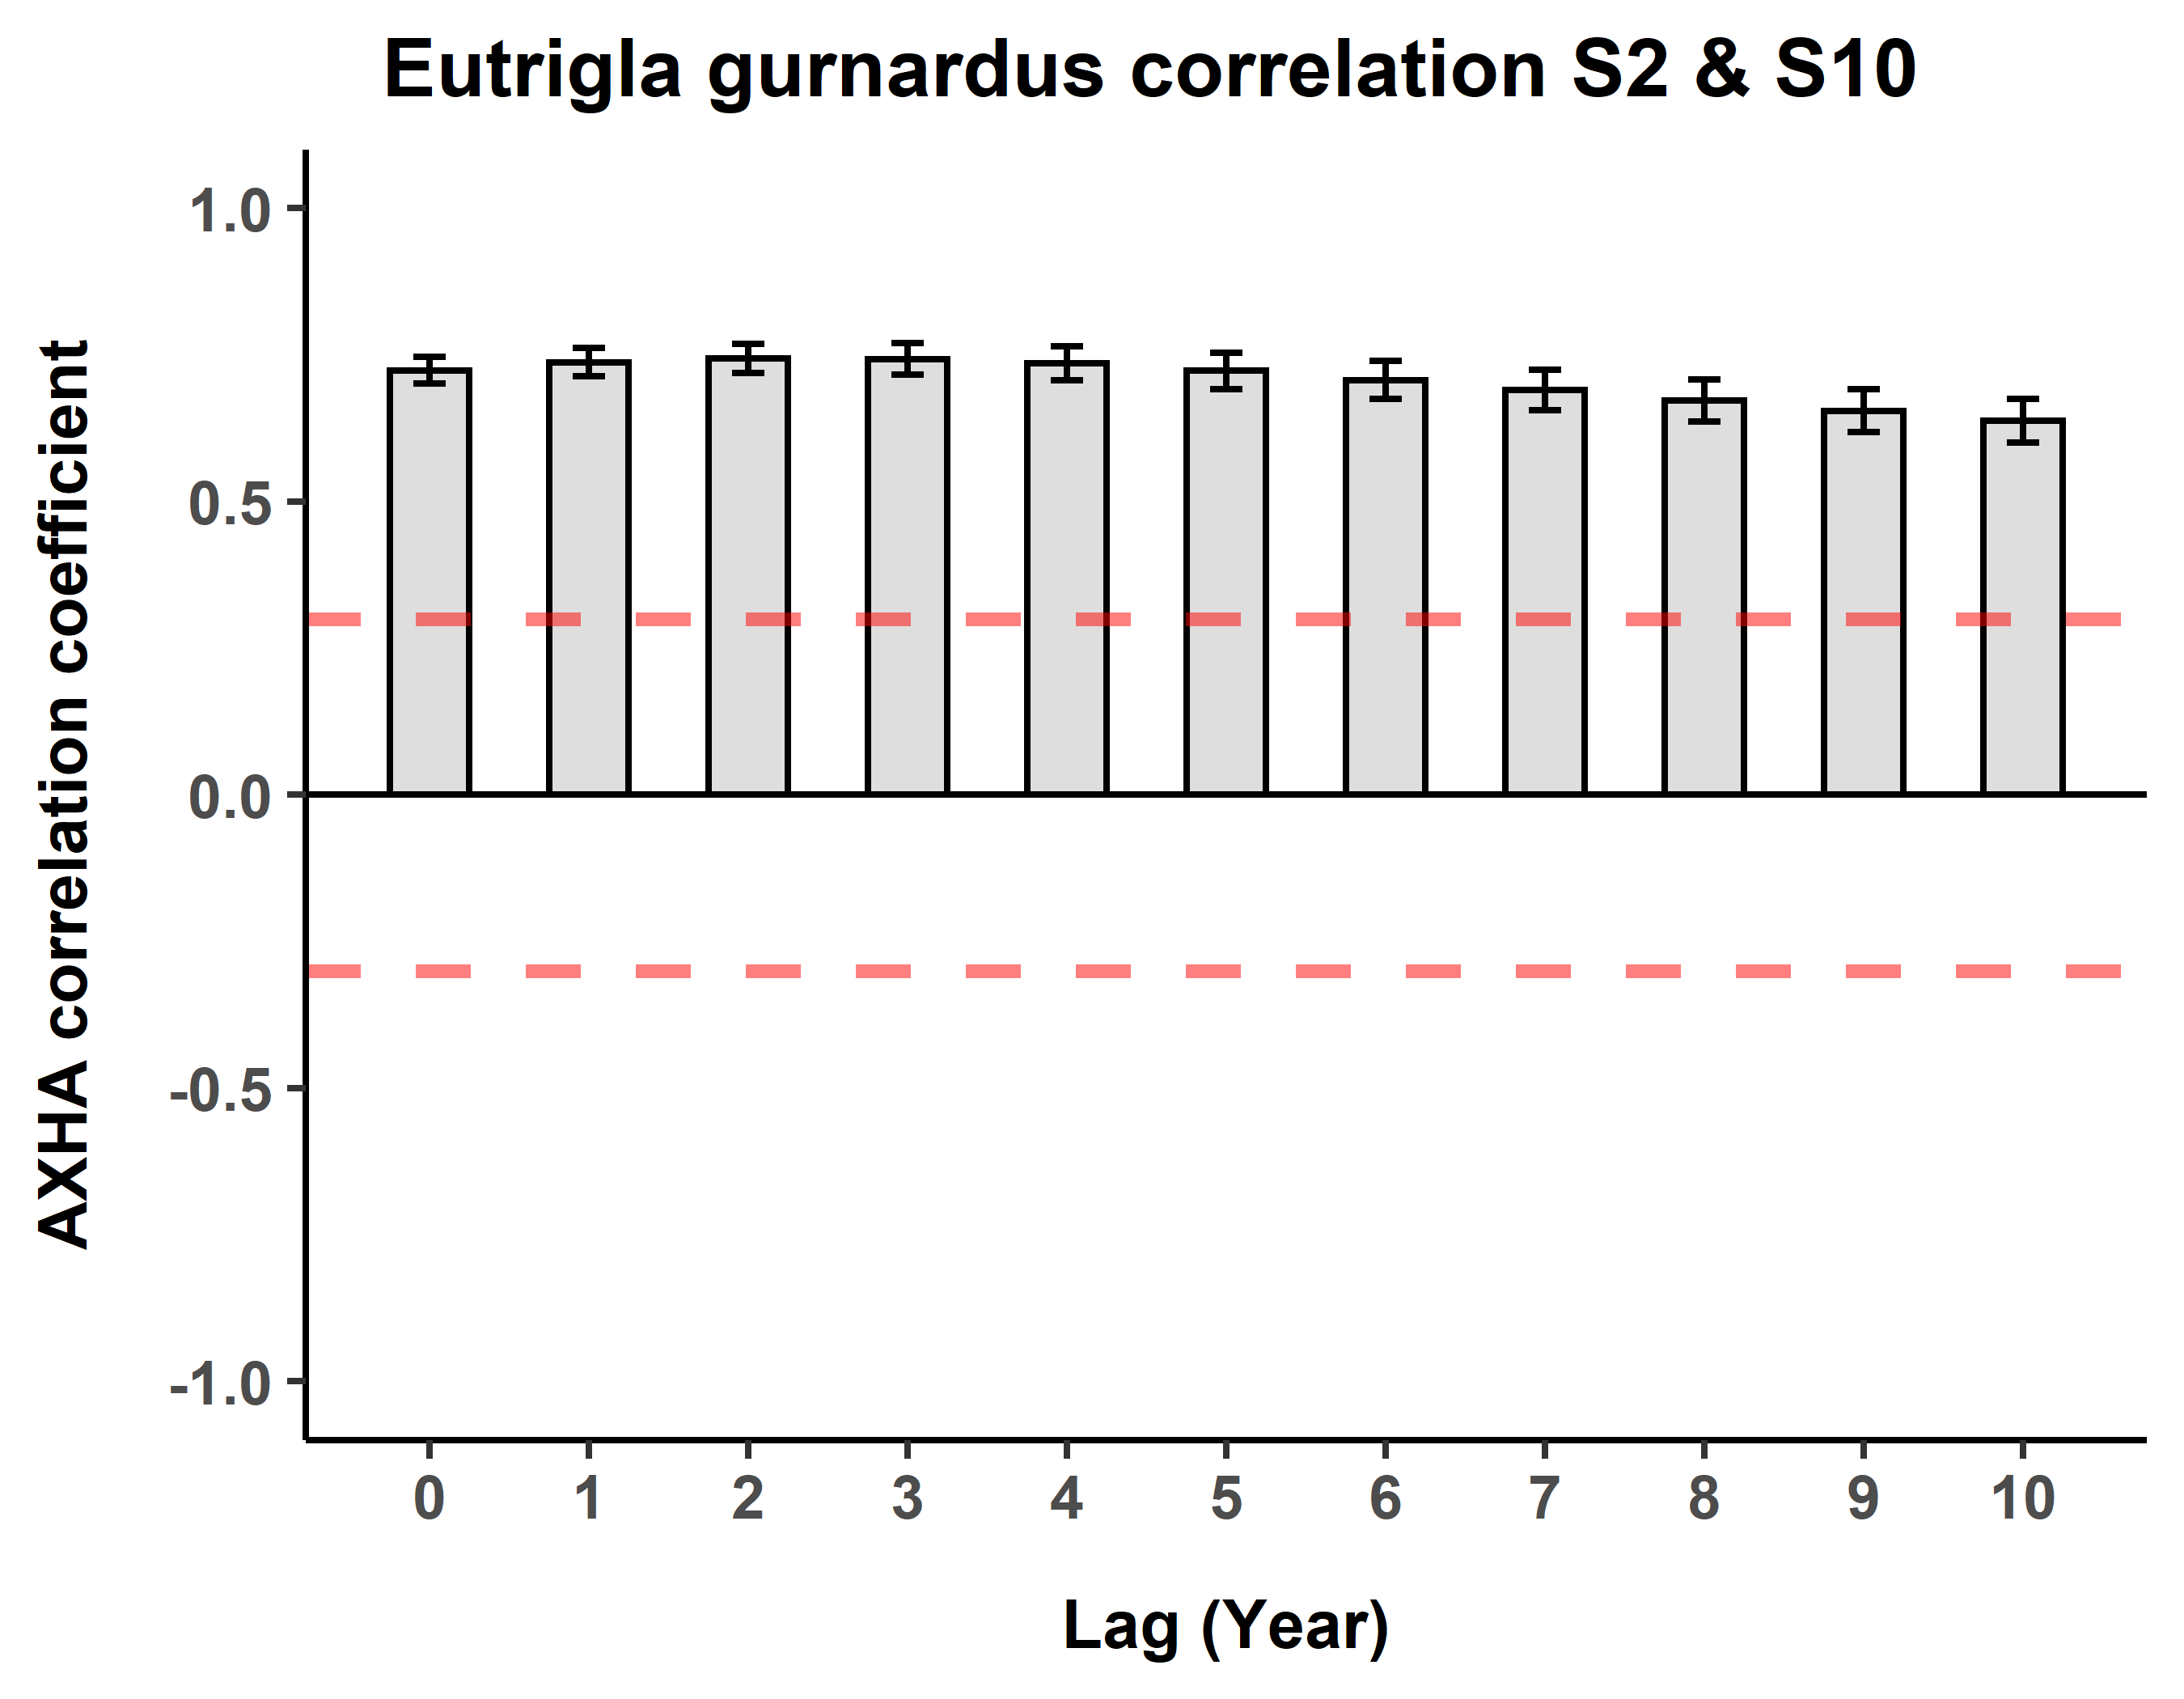 Eutrigla gurnardus correlation S2 & S10
AXHA correlation coefficient
1.0
0.5
0.0
-0.5
-1.0
0 1 2 3 4 5 6 7 8 9 10
Lag (Year)